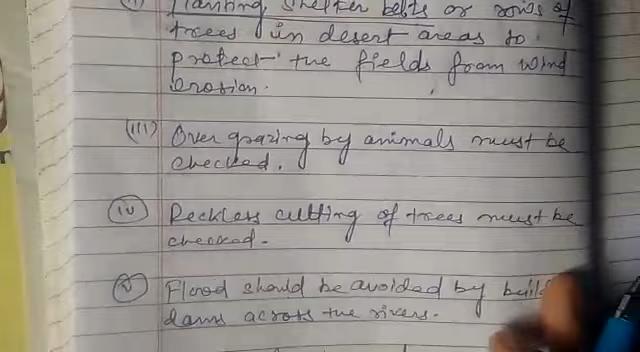 Planting shelter belts or rows of
trees in desert areas to
protect the fields from wind
erosion.
(iii) Over grazing by animals must be
checked.
iv Reckless cutting of trees must be
checked.
v Flood should be avoided by build
dams across the rivers.